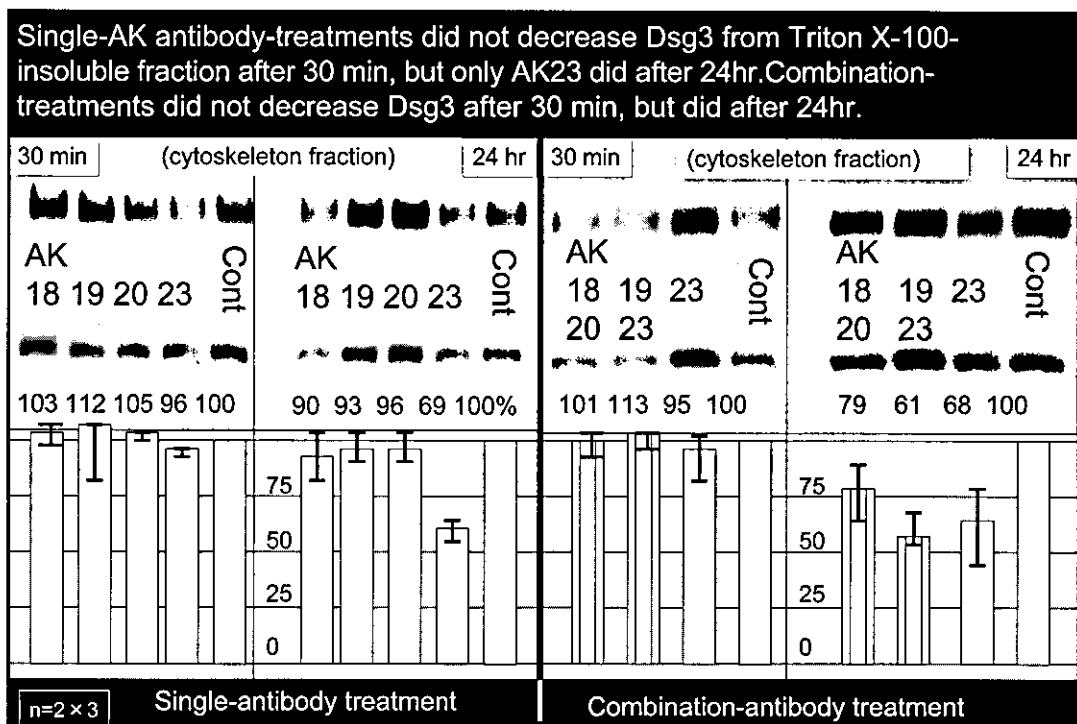 Single-AK antibody-treatments did not decrease Dsg3 from Triton X-100-
insoluble fraction after 30 min, but only AK23 did after 24hr.Combination-
treatments did not decrease Dsg3 after 30 min, but did after 24hr.
30 min (cytoskeleton fraction) 24 hr
AK
18 19 20 23 Cont
AK
18 19 20 23 Cont
103 112 105 96 100
90 93 96 69 100%
75
50
25
0
n=2 × 3
Single-antibody treatment
30 min (cytoskeleton fraction) 24 hr
AK
18 19 23 Cont
20 23
AK
18 19 23 Cont
20 23
101 113 95 100
79 61 68 100
75
50
25
0
Combination-antibody treatment